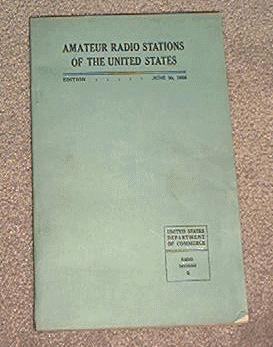 AMATEUR RADIO STATIONS
OF THE UNITED STATES
EDITION JUNE 30,
UNITED STATES
DEPARTMENT
OF COMMERCE
RADIO